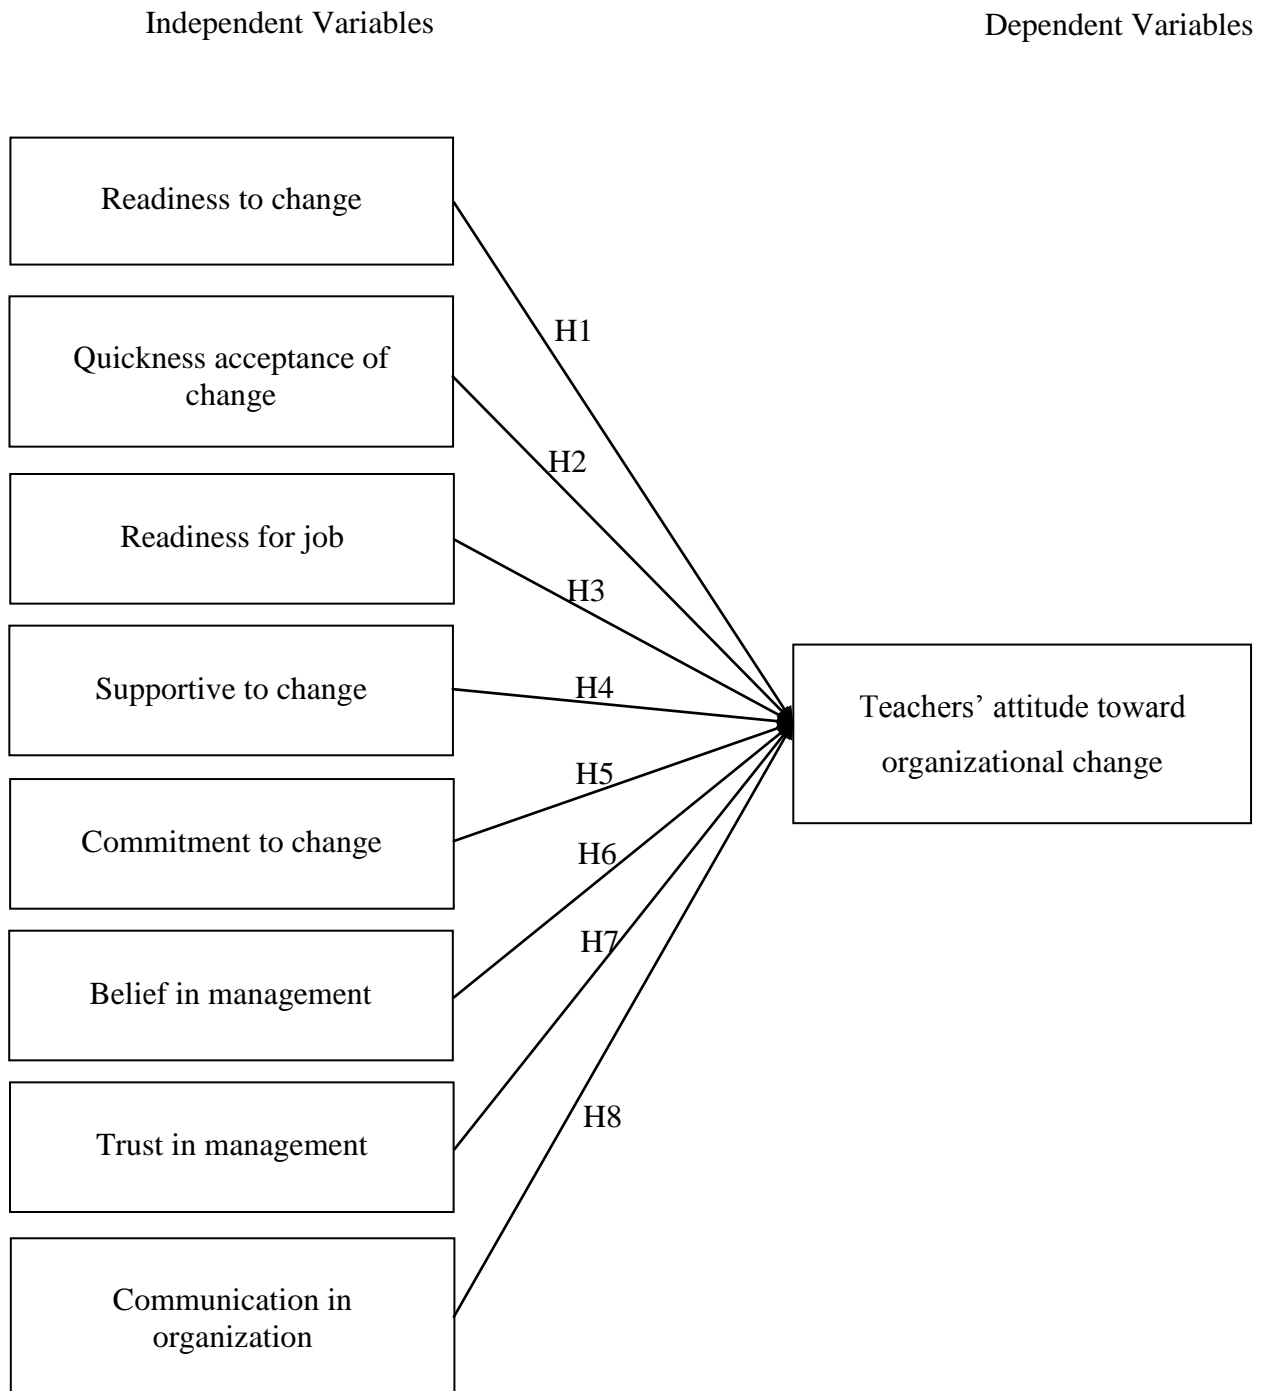 Independent Variables
Dependent Variables
Readiness to change
H1
Quickness acceptance of
change
H2
Readiness for job
H3
Supportive to change
H4
Teachers’ attitude toward
organizational change
Commitment to change
H5
H6
Belief in management
H7
Trust in management
H8
Communication in
organization